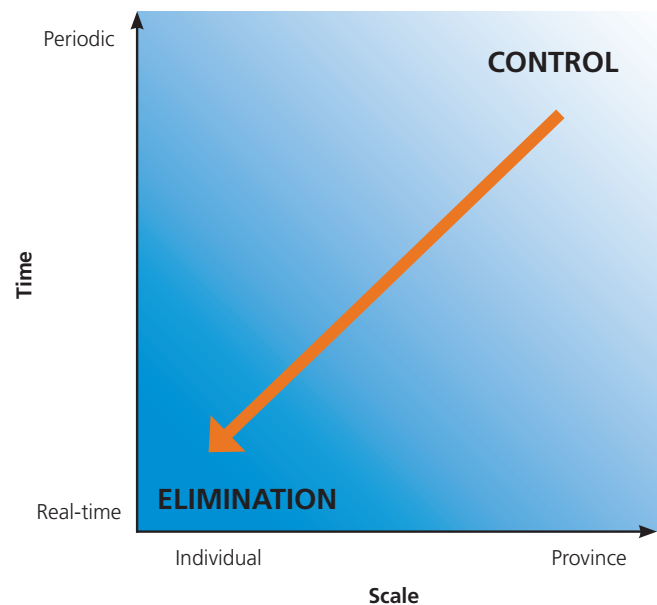 Periodic
CONTROL
Time
ELIMINATION
Real-time
Individual
Province
Scale